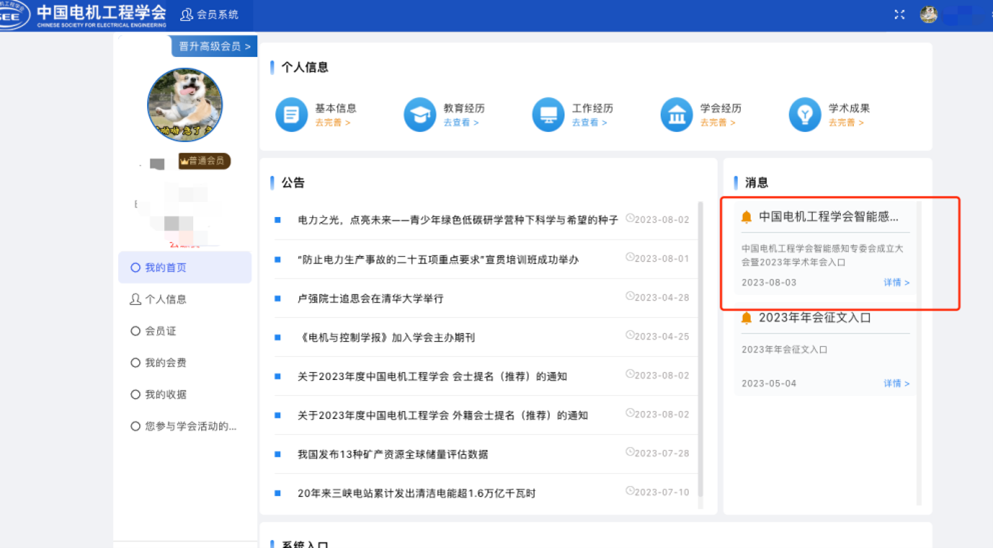 中国电机工程学会
CHINESE SOCIETY FOR ELECTRICAL ENGINEERING
会员系统
晋升高级会员 >
普通会员
我的首页
个人信息
会员证
我的会费
我的收据
您参与学会活动的...
个人信息
基本信息
去完善 >
教育经历
去查看 >
工作经历
去查看 >
学会经历
去完善 >
学术成果
去完善 >
公告
电力之光，点亮未来——青少年绿色低碳研学营种下科学与希望的种子 2023-08-02
“防止电力生产事故的二十五项重点要求”宣贯培训班成功举办 2023-08-01
卢强院士追思会在清华大学举行 2023-04-28
《电机与控制学报》加入学会主办期刊 2023-04-25
关于2023年度中国电机工程学会 会士提名（推荐）的通知 2023-08-02
关于2023年度中国电机工程学会 外籍会士提名（推荐）的通知 2023-08-02
我国发布13种矿产资源全球储量评估数据 2023-07-28
20年来三峡电站累计发出清洁电能超1.6万亿千瓦时 2023-07-10
消息
中国电机工程学会智能感...
中国电机工程学会智能感知专委会成立大
会暨2023年学术年会入口
2023-08-03 详情 >
2023年年会征文入口
2023年年会征文入口
2023-05-04 详情 >
系统入口